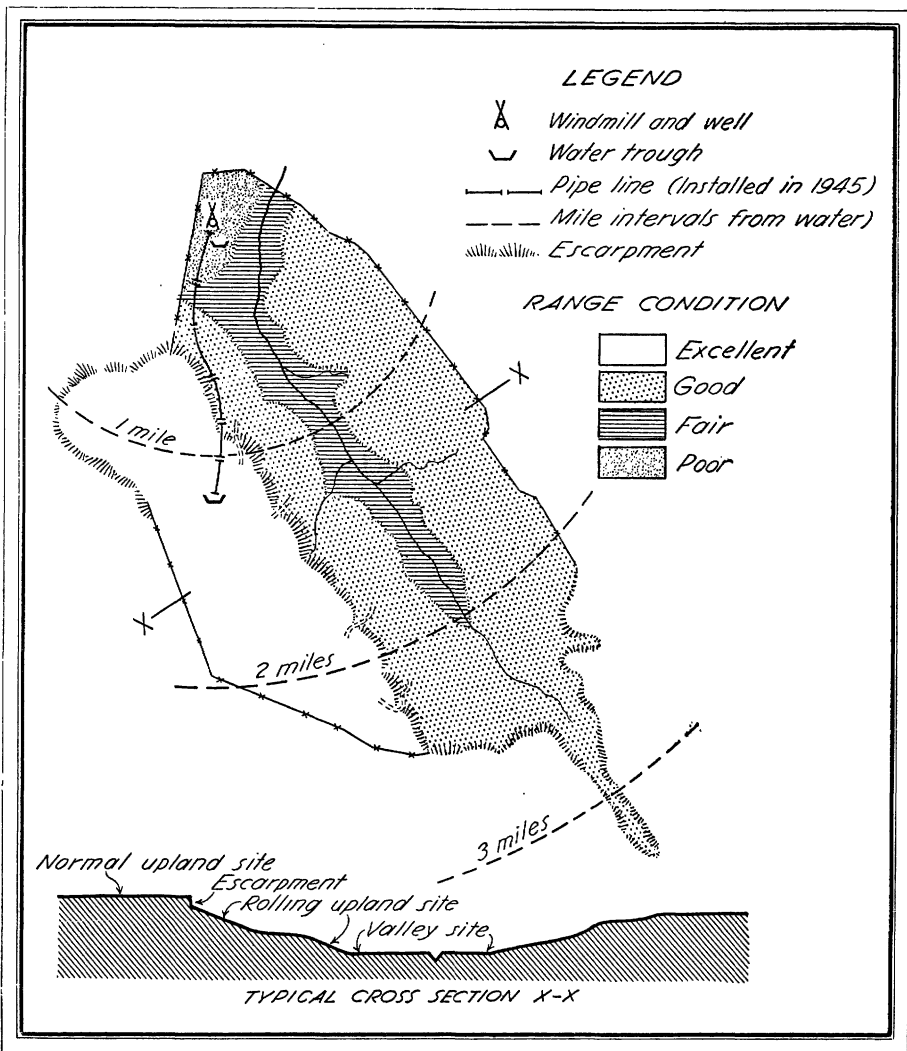 LEGEND
Windmill and well
Water trough
Pipe line (Installed in 1945)
Mile intervals from water)
Escarpment
RANGE CONDITION
Excellent
Good
Fair
Poor
X
1 mile
X
2 miles
3 miles
Normal upland site
Escarpment
Rolling upland site
Valley site
TYPICAL CROSS SECTION X-X